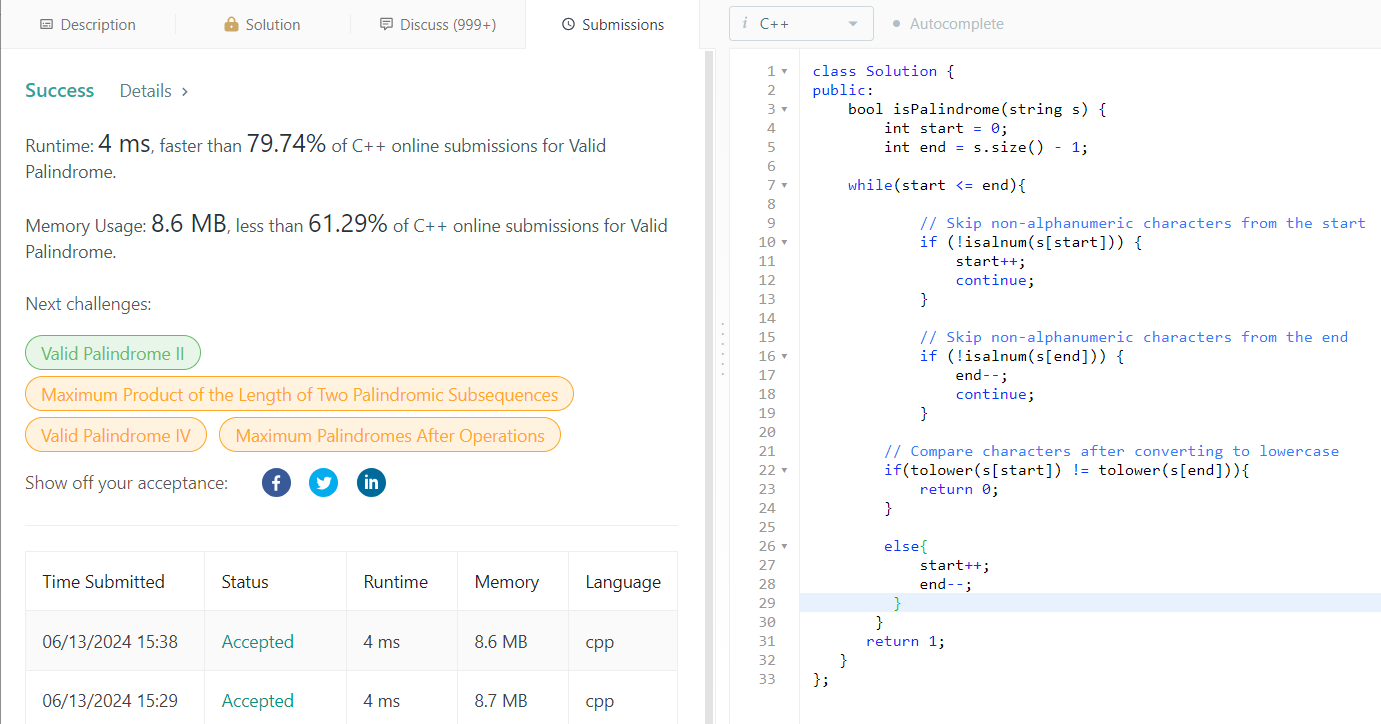 Description
Solution
Discuss (999+)
Submissions
Success Details >
Runtime: 4 ms, faster than 79.74% of C++ online submissions for Valid
Palindrome.
Memory Usage: 8.6 MB, less than 61.29% of C++ online submissions for Valid
Palindrome.
Next challenges:
Valid Palindrome II
Maximum Product of the Length of Two Palindromic Subsequences
Valid Palindrome IV
Maximum Palindromes After Operations
Show off your acceptance: f in
Time Submitted Status Runtime Memory Language
06/13/2024 15:38 Accepted 4 ms 8.6 MB cpp
06/13/2024 15:29 Accepted 4 ms 8.7 MB cpp
i C++
Autocomplete
1 class Solution {
2 public:
3     bool isPalindrome(string s) {
4         int start = 0;
5         int end = s.size() - 1;
6
7     while(start <= end){
8
9             // Skip non-alphanumeric characters from the start
10             if (!isalnum(s[start])) {
11                 start++;
12                 continue;
13             }
14
15             // Skip non-alphanumeric characters from the end
16             if (!isalnum(s[end])) {
17                 end--;
18                 continue;
19             }
20
21         // Compare characters after converting to lowercase
22         if(tolower(s[start]) != tolower(s[end])){
23             return 0;
24         }
25
26         else{
27             start++;
28             end--;
29          }
30        }
31       return 1;
32    }
33 };